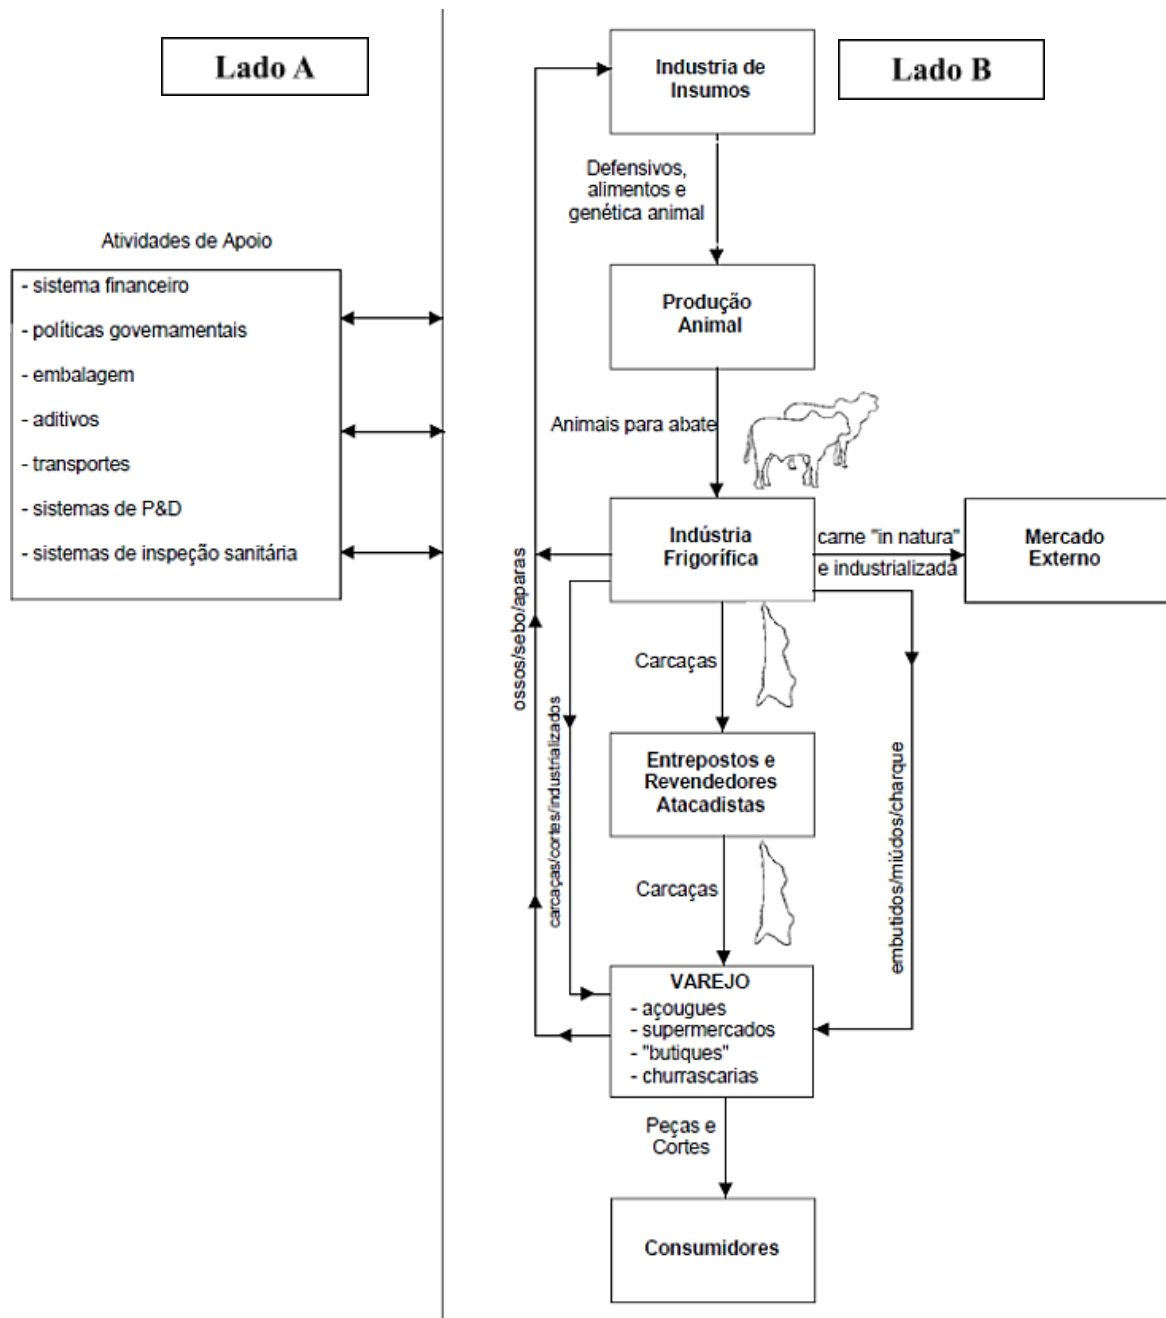 Lado A
Lado B
Atividades de Apoio
- sistema financeiro
- políticas governamentais
- embalagem
- aditivos
- transportes
- sistemas de P&D
- sistemas de inspeção sanitária
Industria de
Insumos
Defensivos,
alimentos e
genética animal
Produção
Animal
Animais para abate
Indústria
Frigorífica
carne "in natura"
e industrializada
Mercado
Externo
ossos/sebo/aparas
carcaças/cortes/industrializados
Carcaças
Entrepostos e
Revendedores
Atacadistas
Carcaças
embutidos/miúdos/charque
VAREJO
- açougues
- supermercados
- "butiques"
- churrascarias
Peças e
Cortes
Consumidores